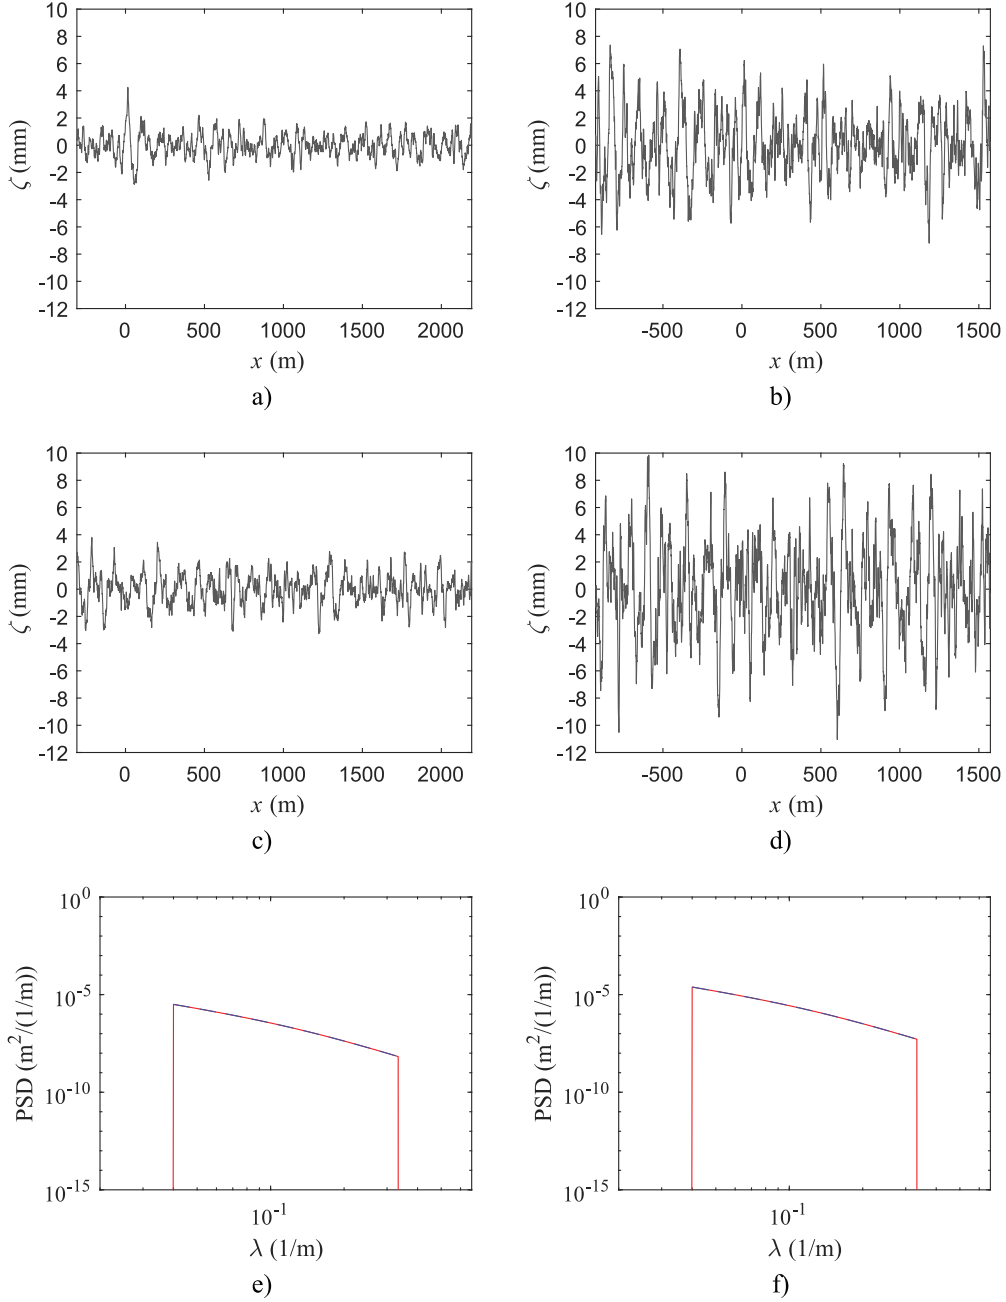 10
8
6
4
2
0
-2
-4
-6
-8
-10
-12
ζ (mm)
0 500 1000 1500 2000
x (m)
a)
10
8
6
4
2
0
-2
-4
-6
-8
-10
-12
ζ (mm)
-500 0 500 1000 1500
x (m)
b)
10
8
6
4
2
0
-2
-4
-6
-8
-10
-12
ζ (mm)
0 500 1000 1500 2000
x (m)
c)
10
8
6
4
2
0
-2
-4
-6
-8
-10
-12
ζ (mm)
-500 0 500 1000 1500
x (m)
d)
10^0
10^-5
10^-10
10^-15
PSD (m^2/(1/m))
10^-1
λ (1/m)
e)
10^0
10^-5
10^-10
10^-15
PSD (m^2/(1/m))
10^-1
λ (1/m)
f)